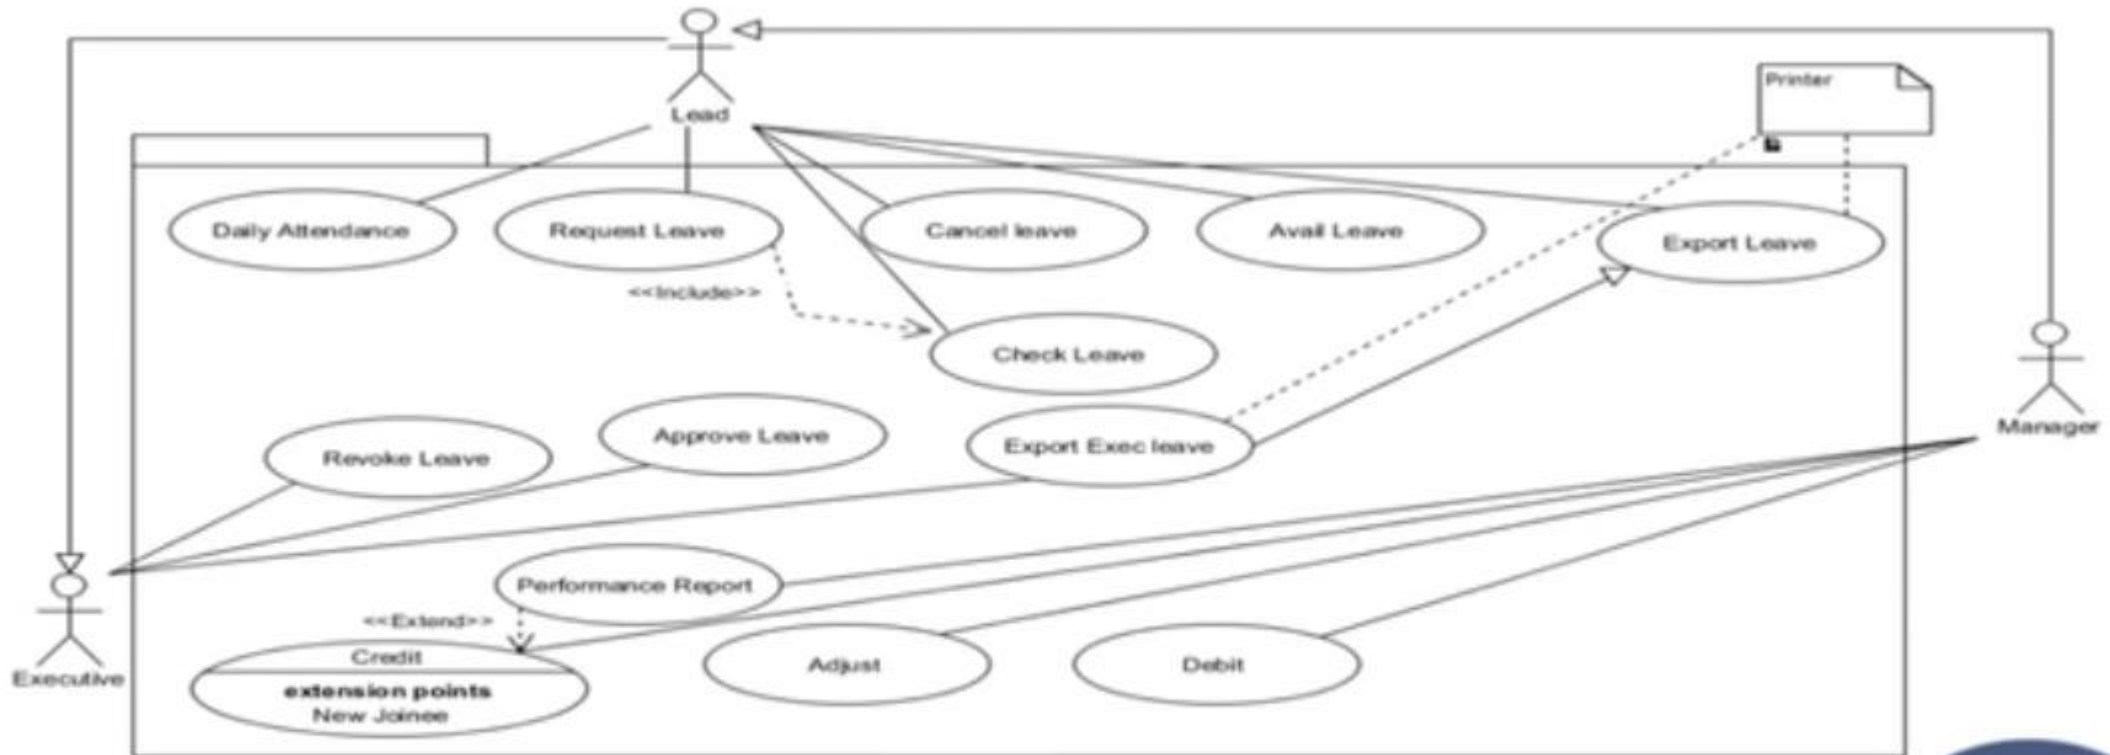 Lead
Printer
Daily Attendance
Request Leave
Cancel leave
Avail Leave
Export Leave
<<Include>>
Check Leave
Manager
Revoke Leave
Approve Leave
Export Exec leave
Performance Report
<<Extend>>
Executive
Credit
extension points
New Joinee
Adjust
Debit